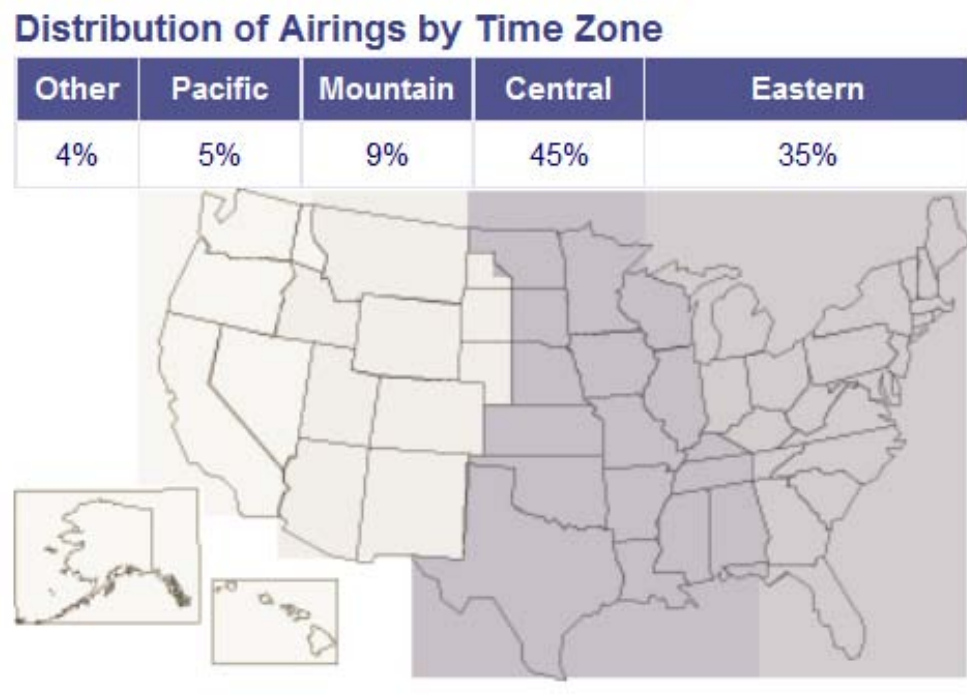 Distribution of Airings by Time Zone
Other Pacific Mountain Central Eastern
4% 5% 9% 45% 35%